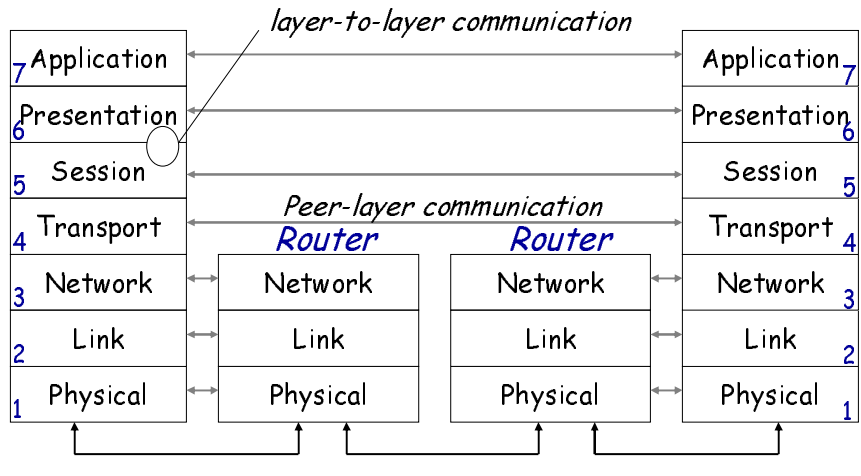 layer-to-layer communication
7 Application Application 7
6 Presentation Presentation 6
5 Session Session 5
Peer-layer communication
4 Transport Transport 4
Router Router
3 Network Network Network Network 3
2 Link Link Link Link 2
1 Physical Physical Physical Physical 1